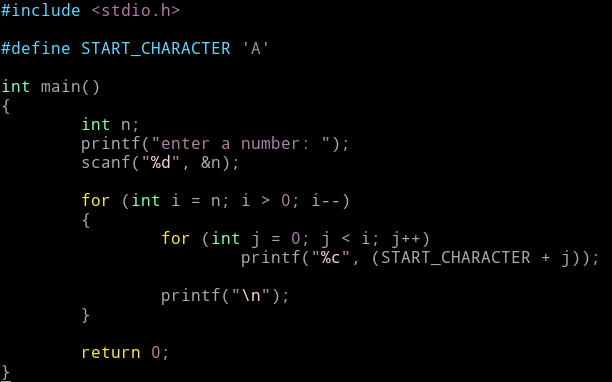 #include <stdio.h>

#define START_CHARACTER 'A'

int main()
{
        int n;
        printf("enter a number: ");
        scanf("%d", &n);

        for (int i = n; i > 0; i--)
        {
                for (int j = 0; j < i; j++)
                        printf("%c", (START_CHARACTER + j));

                printf("\n");
        }

        return 0;
}